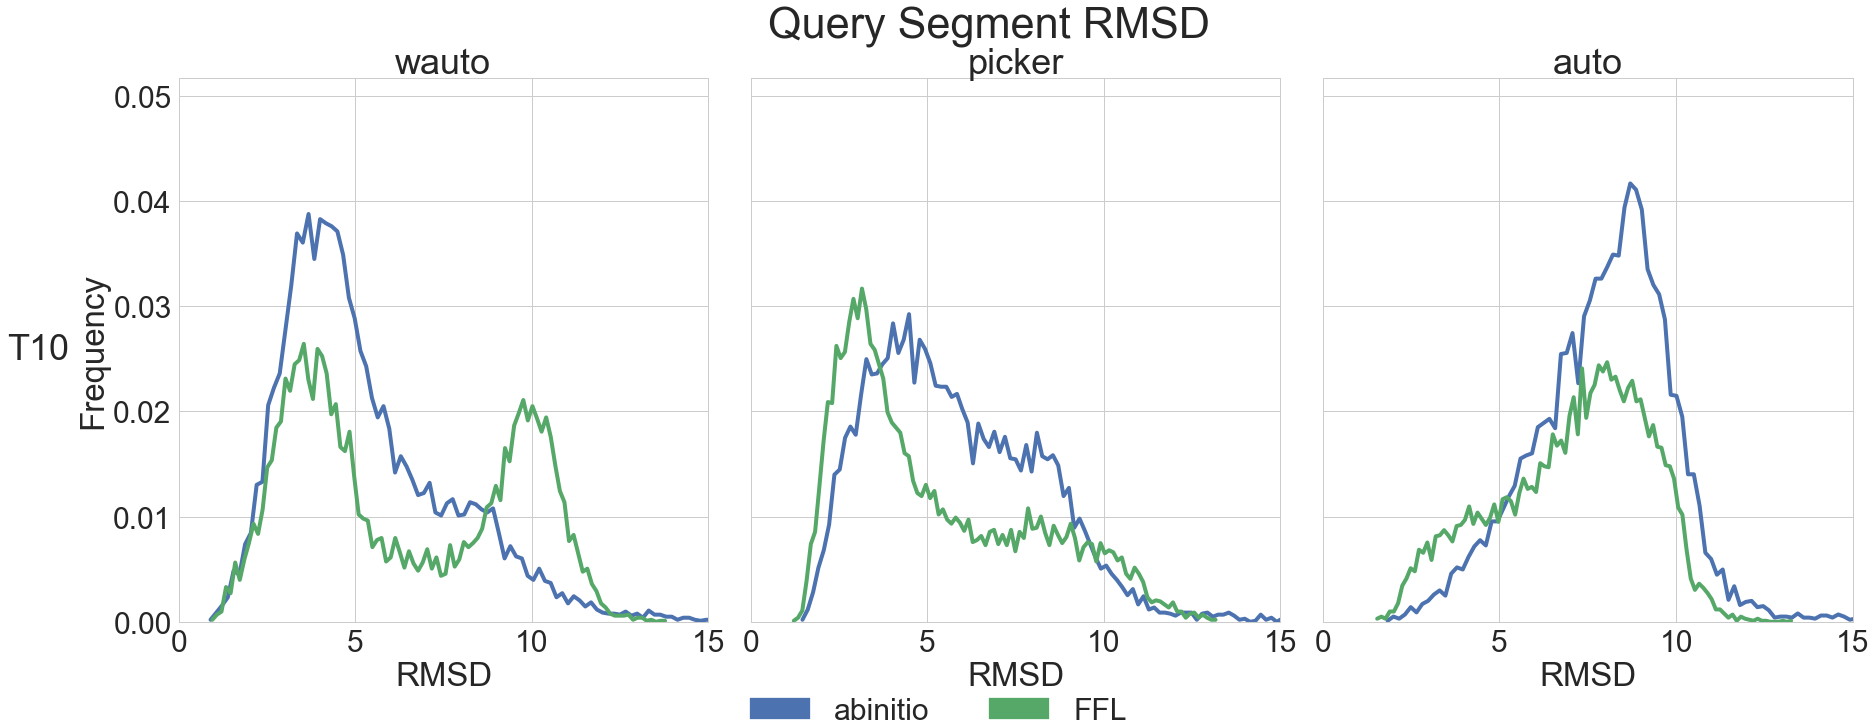 Query Segment RMSD
wauto
picker
auto
T10
Frequency
0.05
0.04
0.03
0.02
0.01
0.00
0 5 10 15
0 5 10 15
0 5 10 15
RMSD
RMSD
RMSD
abinitio
FFL